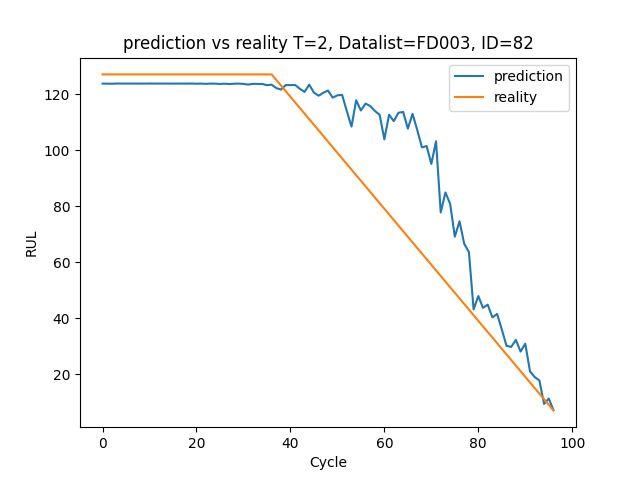 prediction vs reality T=2, Datalist=FD003, ID=82
prediction
reality
RUL
120
100
80
60
40
20
0 20 40 60 80 100
Cycle